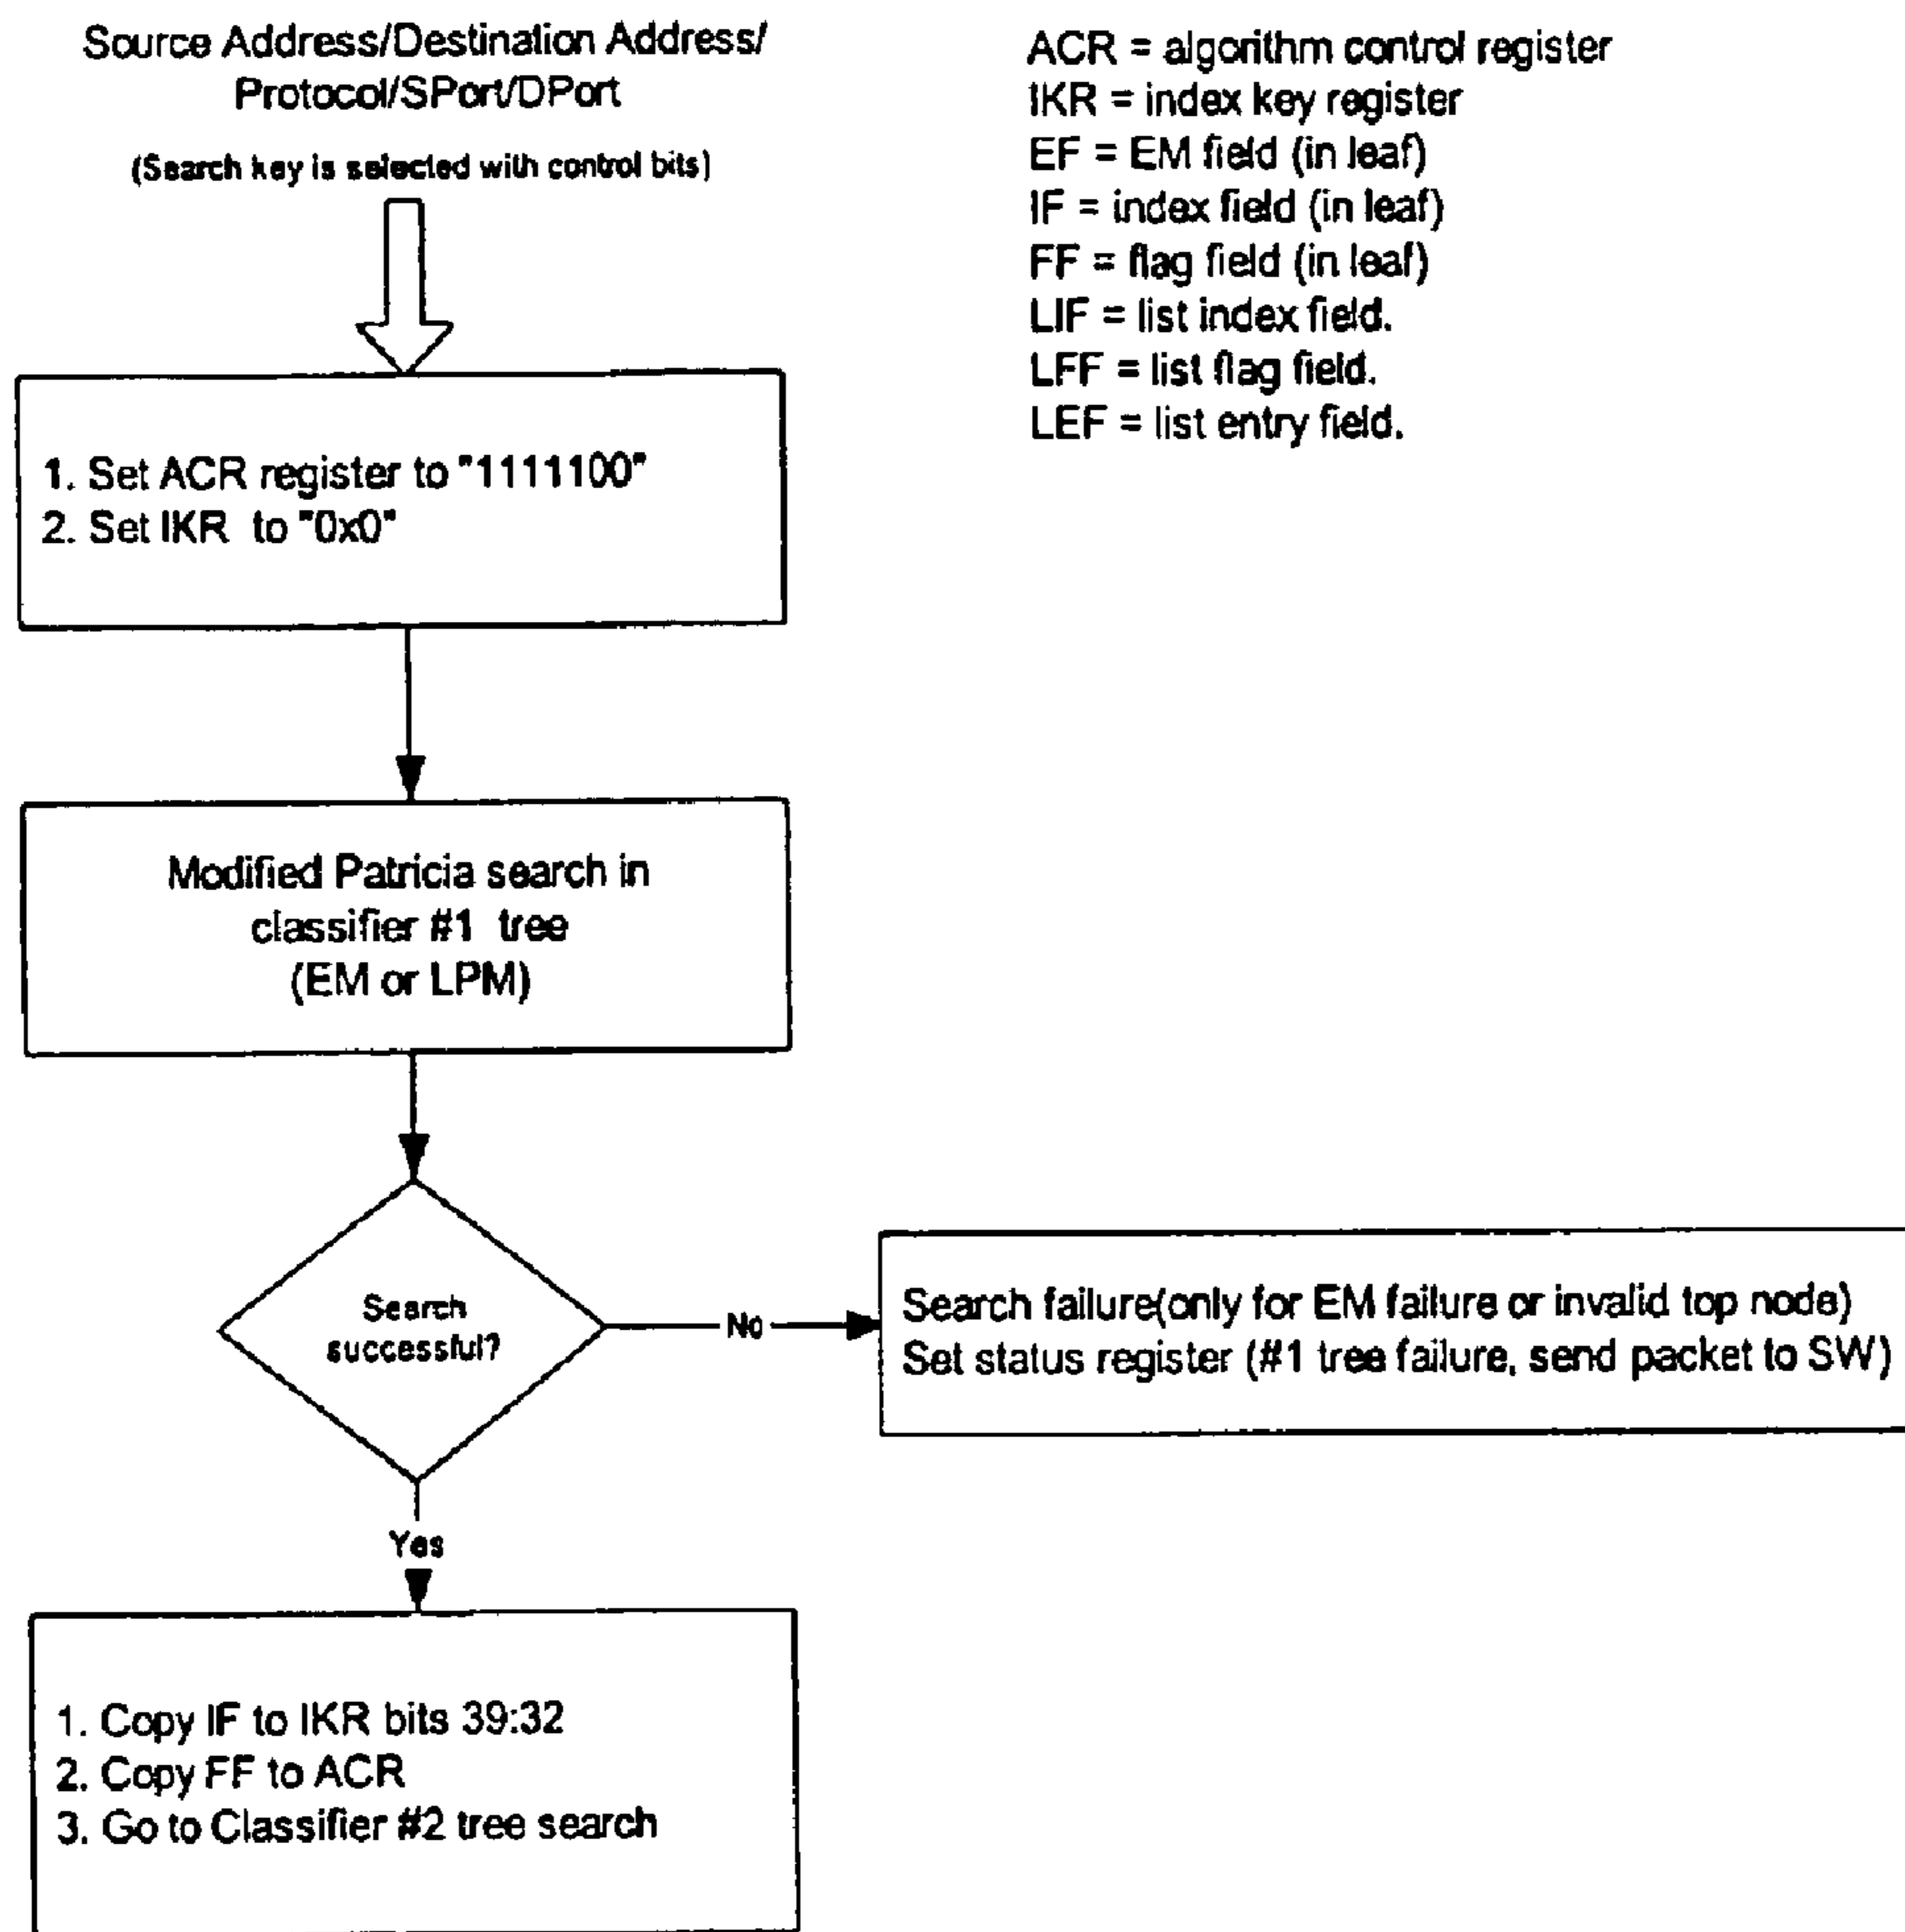 Source Address/Destination Address/
Protocol/SPort/DPort
(Search key is selected with control bits)
ACR = algorithm control register
IKR = index key register
EF = EM field (in leaf)
IF = index field (in leaf)
FF = flag field (in leaf)
LIF = list index field.
LFF = list flag field.
LEF = list entry field.
1. Set ACR register to "1111100"
2. Set IKR to "0x0"
Modified Patricia search in
classifier #1 tree
(EM or LPM)
Search
successful?
No
Search failure(only for EM failure or invalid top node)
Set status register (#1 tree failure, send packet to SW)
Yes
1. Copy IF to IKR bits 39:32
2. Copy FF to ACR
3. Go to Classifier #2 tree search